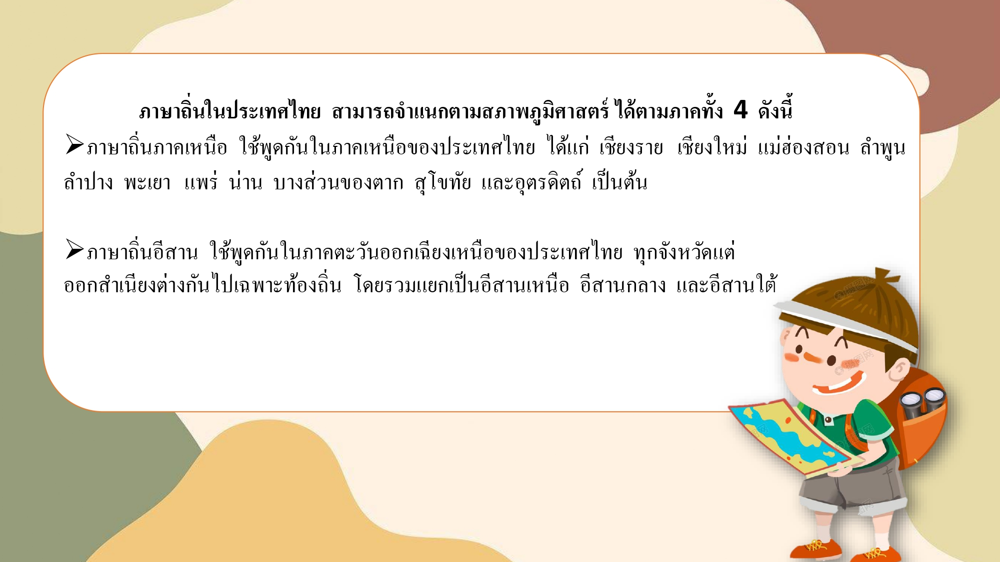 ภาษาถิ่นในประเทศไทย สามารถจำแนกตามสภาพภูมิศาสตร์ ได้ตามภาคทั้ง 4 ดังนี้
➢ภาษาถิ่นภาคเหนือ ใช้พูดกันในภาคเหนือของประเทศไทย ได้แก่ เชียงราย เชียงใหม่ แม่ฮ่องสอน ลำพูน
ลำปาง พะเยา แพร่ น่าน บางส่วนของตาก สุโขทัย และอุตรดิตถ์ เป็นต้น
➢ภาษาถิ่นอีสาน ใช้พูดกันในภาคตะวันออกเฉียงเหนือของประเทศไทย ทุกจังหวัดแต่
ออกสำเนียงต่างกันไปเฉพาะท้องถิ่น โดยรวมแยกเป็นอีสานเหนือ อีสานกลาง และอีสานใต้